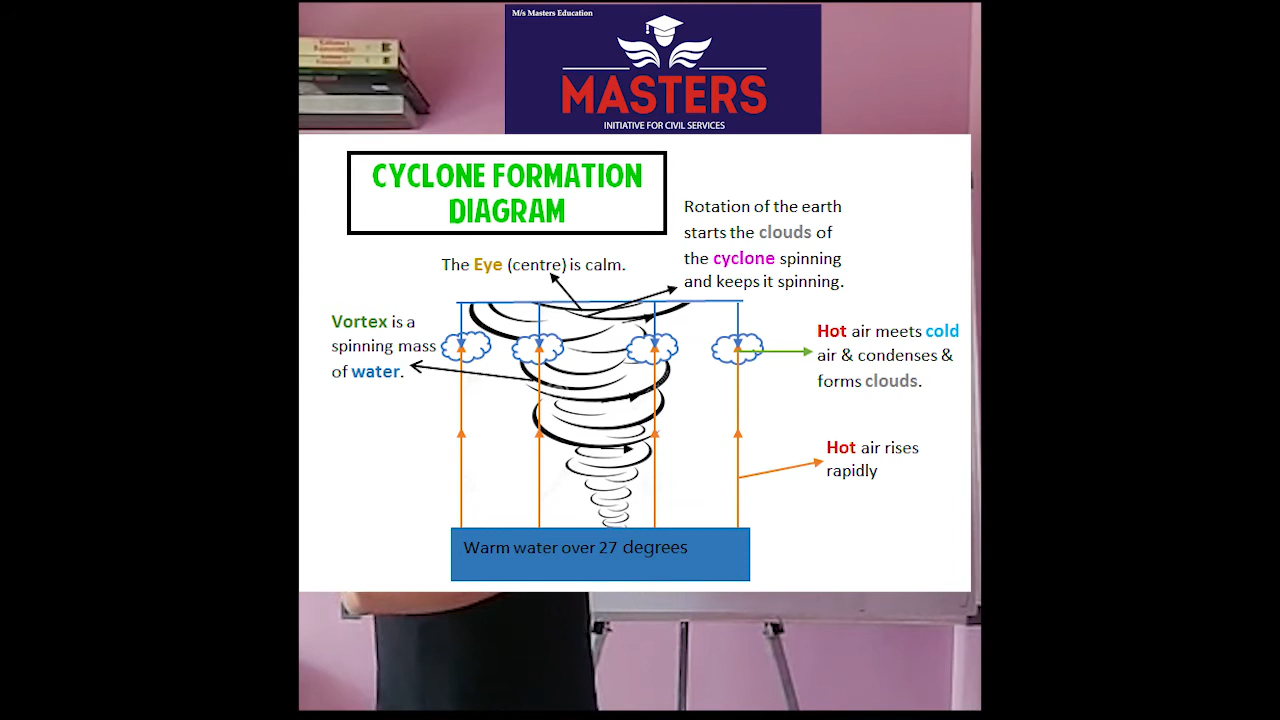 M/s Masters Education
MASTERS
INITIATIVE FOR CIVIL SERVICES
CYCLONE FORMATION
DIAGRAM
Rotation of the earth
starts the clouds of
the cyclone spinning
and keeps it spinning.
The Eye (centre) is calm.
Vortex is a
spinning mass
of water.
Hot air meets cold
air & condenses &
forms clouds.
Hot air rises
rapidly
Warm water over 27 degrees